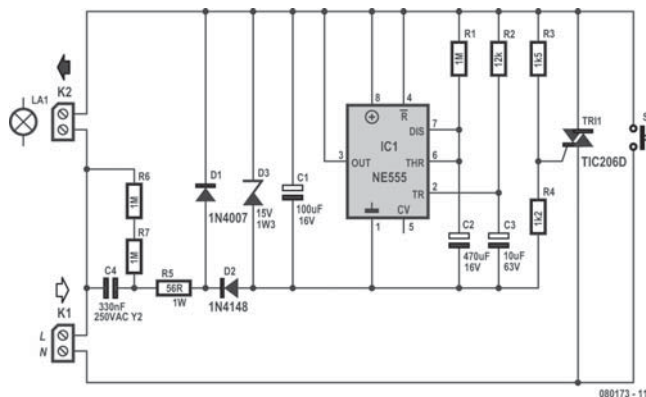 R1
R2
R3
1M
12k
1k5
K2
LA1
8
4
R
DIS
7
S
TRI1
IC1
3
OUT
THR
6
TIC206D
NE555
TR
2
D1
1N4007
D3
15V
1W3
C1
100uF
16V
R6
1M
R7
1M
CV
1
5
R4
1k2
C2
470uF
16V
C3
10uF
63V
C4
330nF
250VAC Y2
R5
56R
1W
D2
1N4148
K1
L
N
080173 - 11